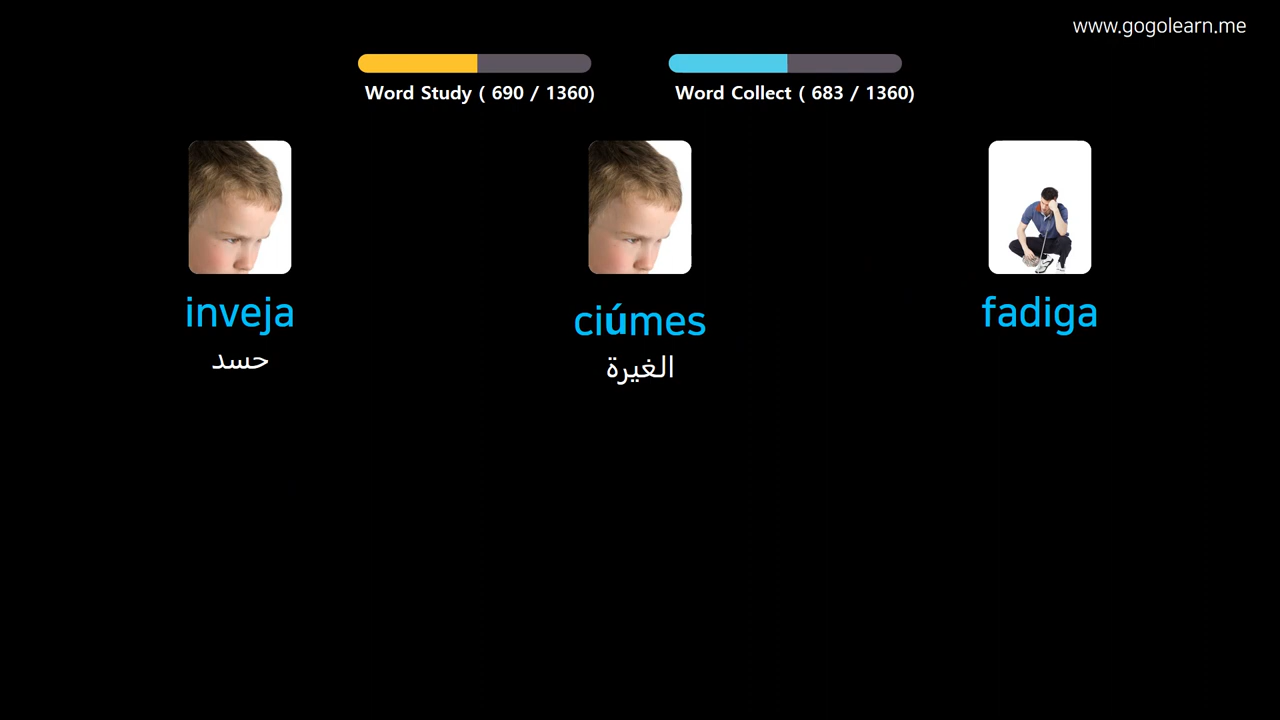 www.gogolearn.me
Word Study ( 690 / 1360)
Word Collect ( 683 / 1360)
inveja
حسد
ciúmes
الغيرة
fadiga